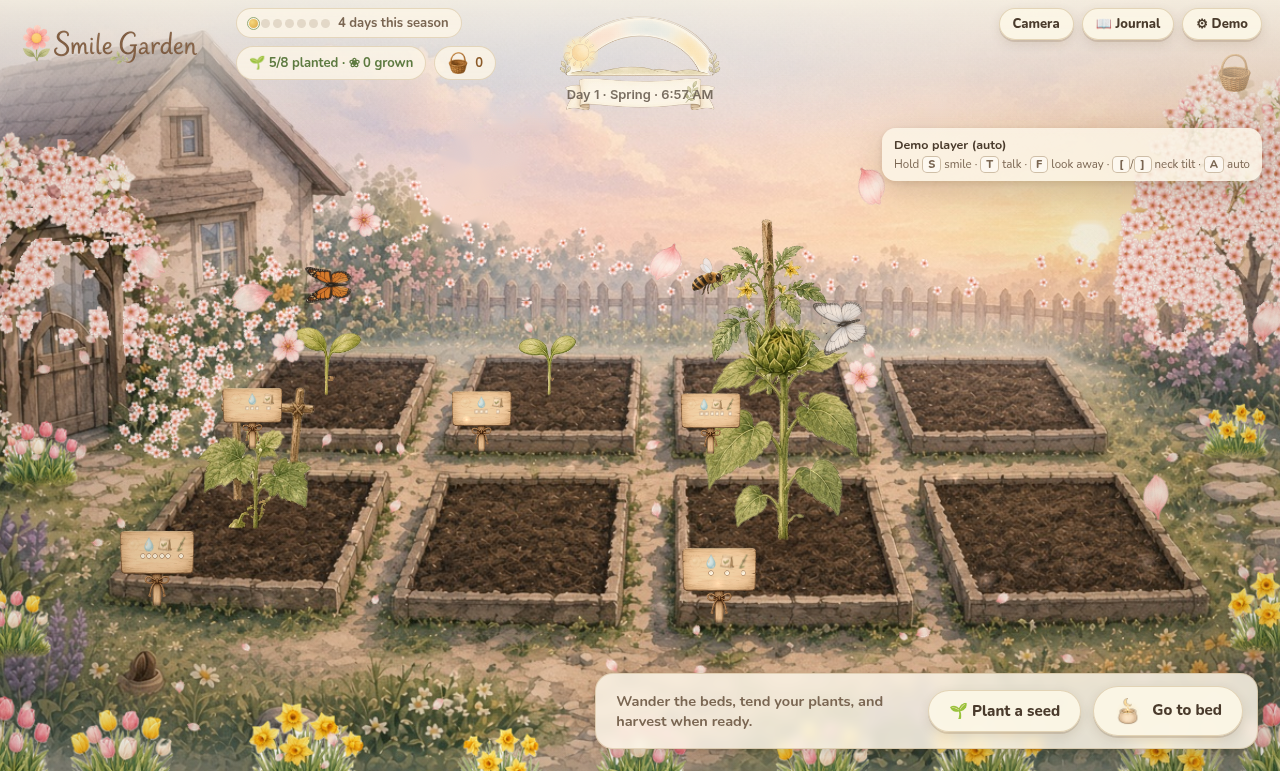 Smile Garden
4 days this season
5/8 planted · 0 grown
0
Day 1 · Spring · 6:57 AM
Camera
Journal
Demo
Demo player (auto)
Hold S smile · T talk · F look away · [ / ] neck tilt · A auto
Wander the beds, tend your plants, and
harvest when ready.
Plant a seed
Go to bed